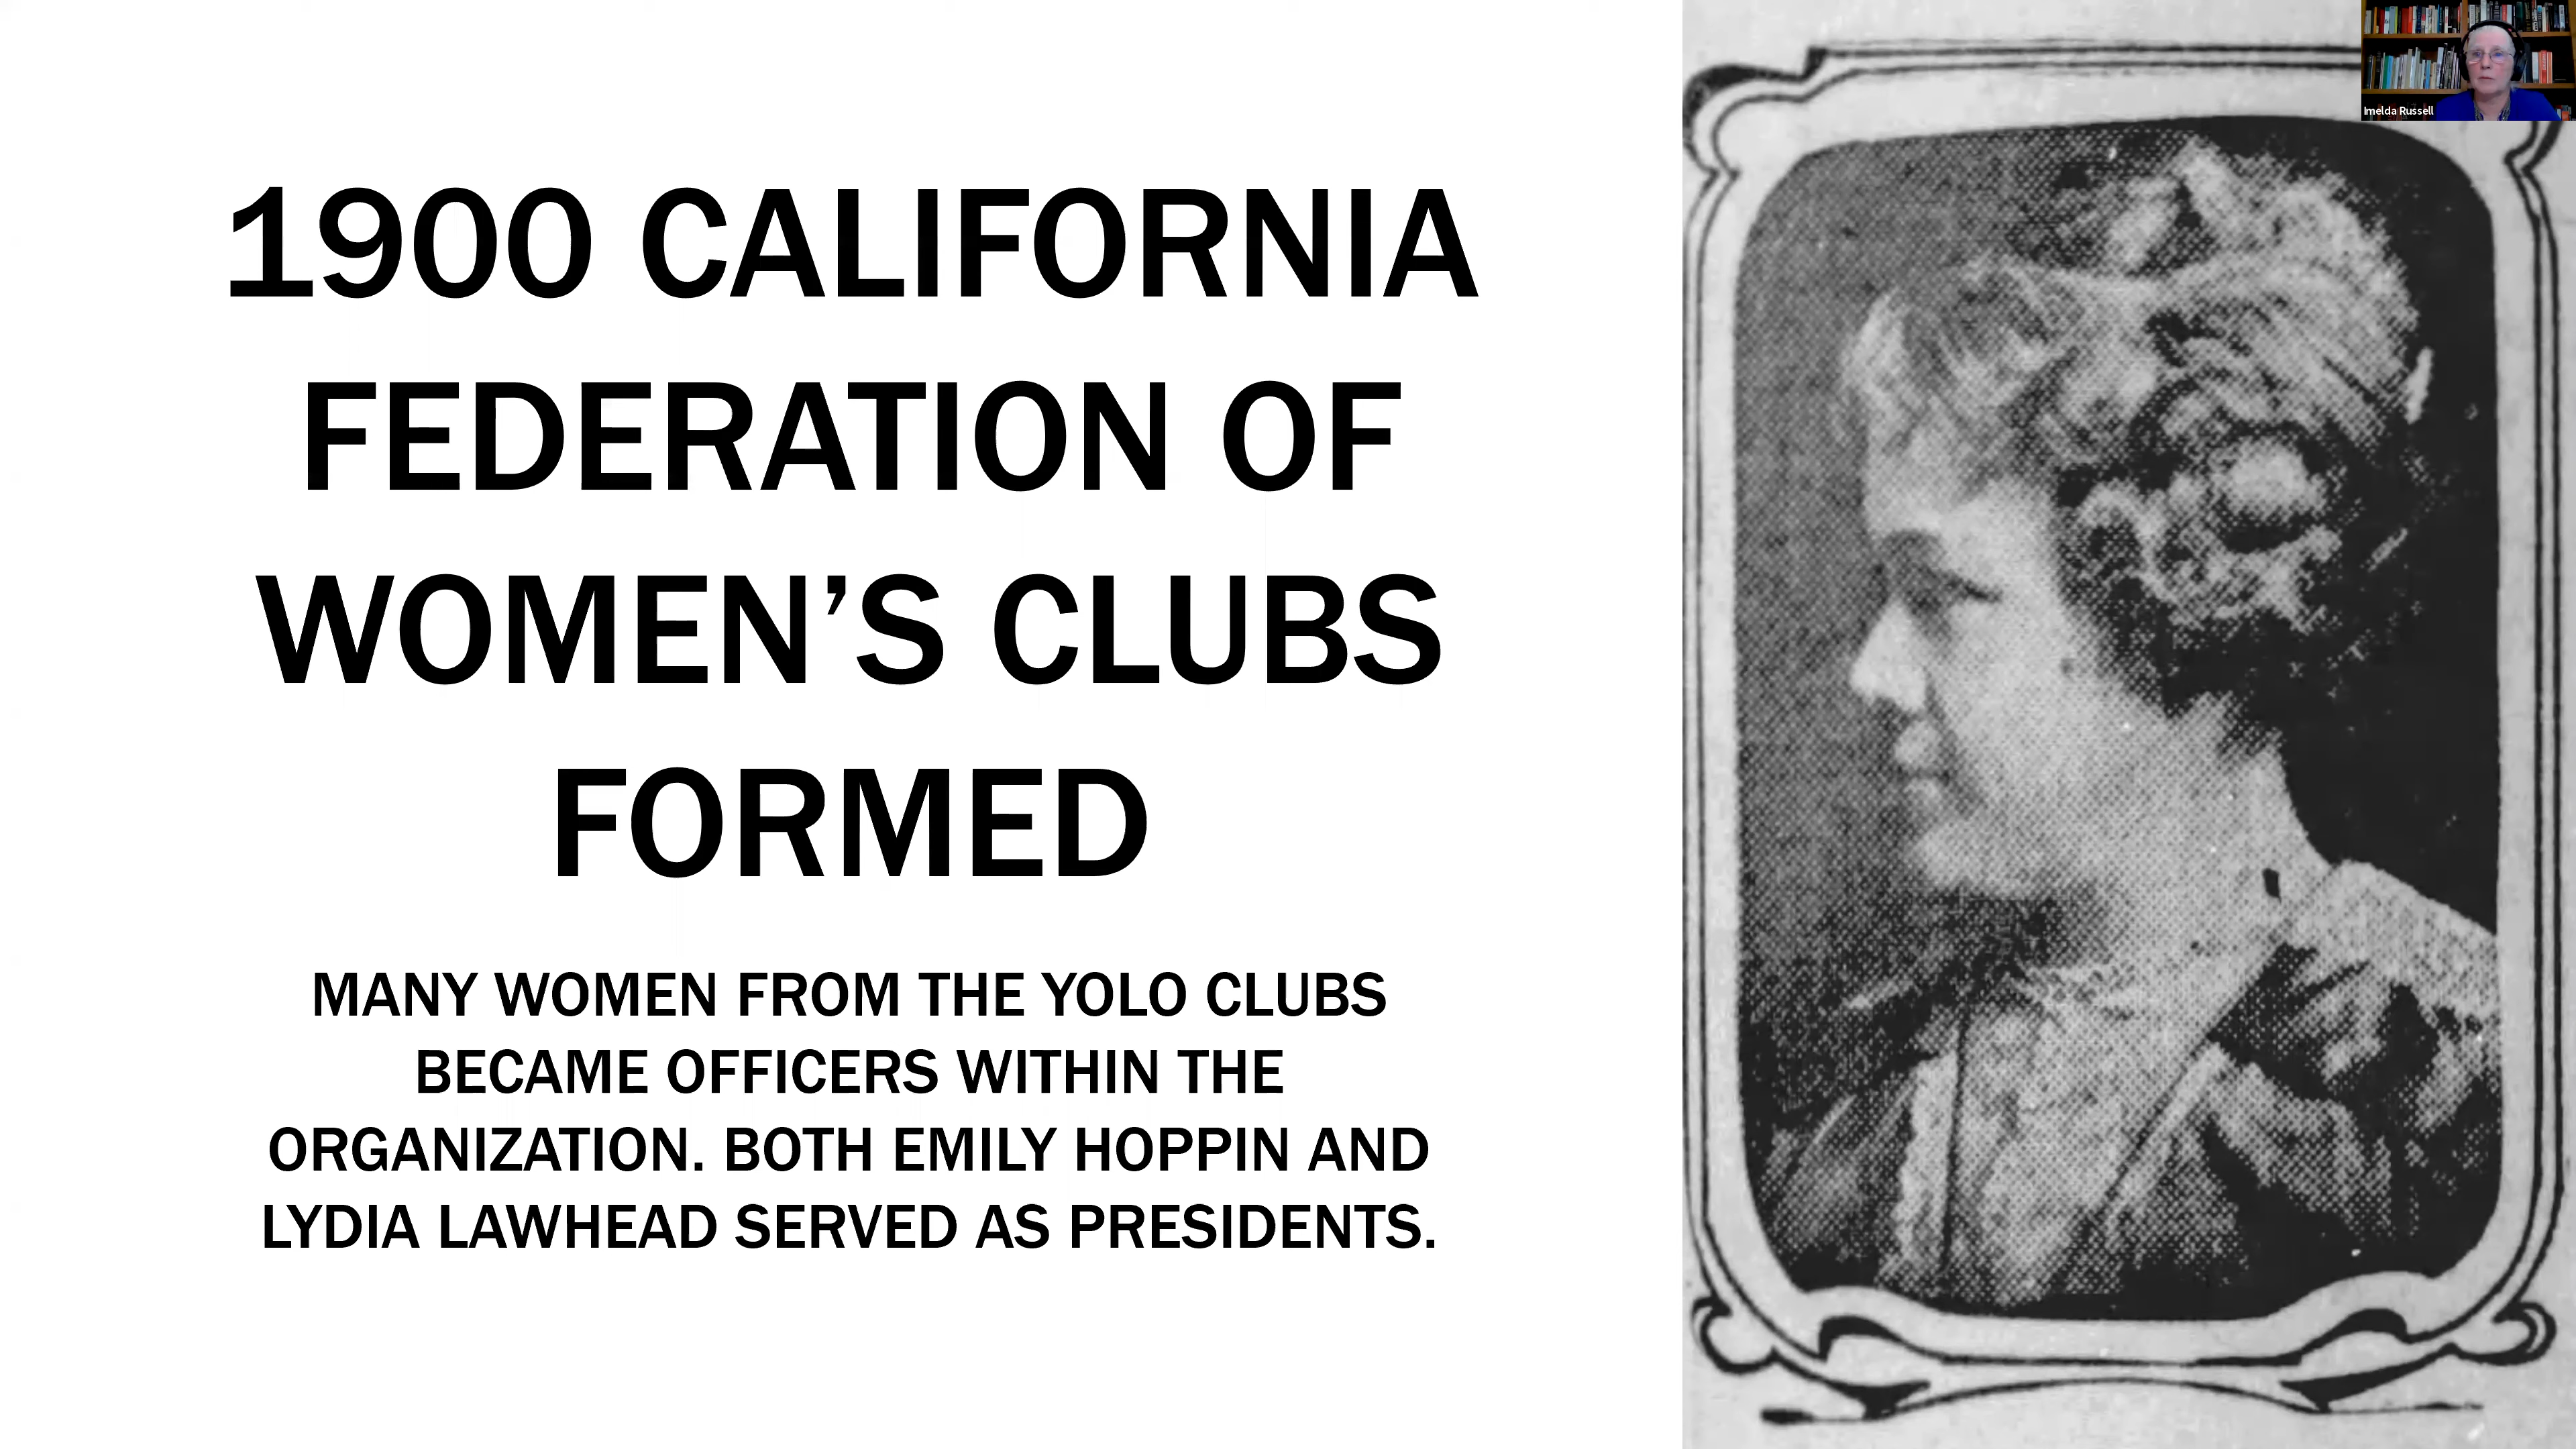 1900 CALIFORNIA
FEDERATION OF
WOMEN’S CLUBS
FORMED
MANY WOMEN FROM THE YOLO CLUBS
BECAME OFFICERS WITHIN THE
ORGANIZATION. BOTH EMILY HOPPIN AND
LYDIA LAWHEAD SERVED AS PRESIDENTS.
Imelda Russell